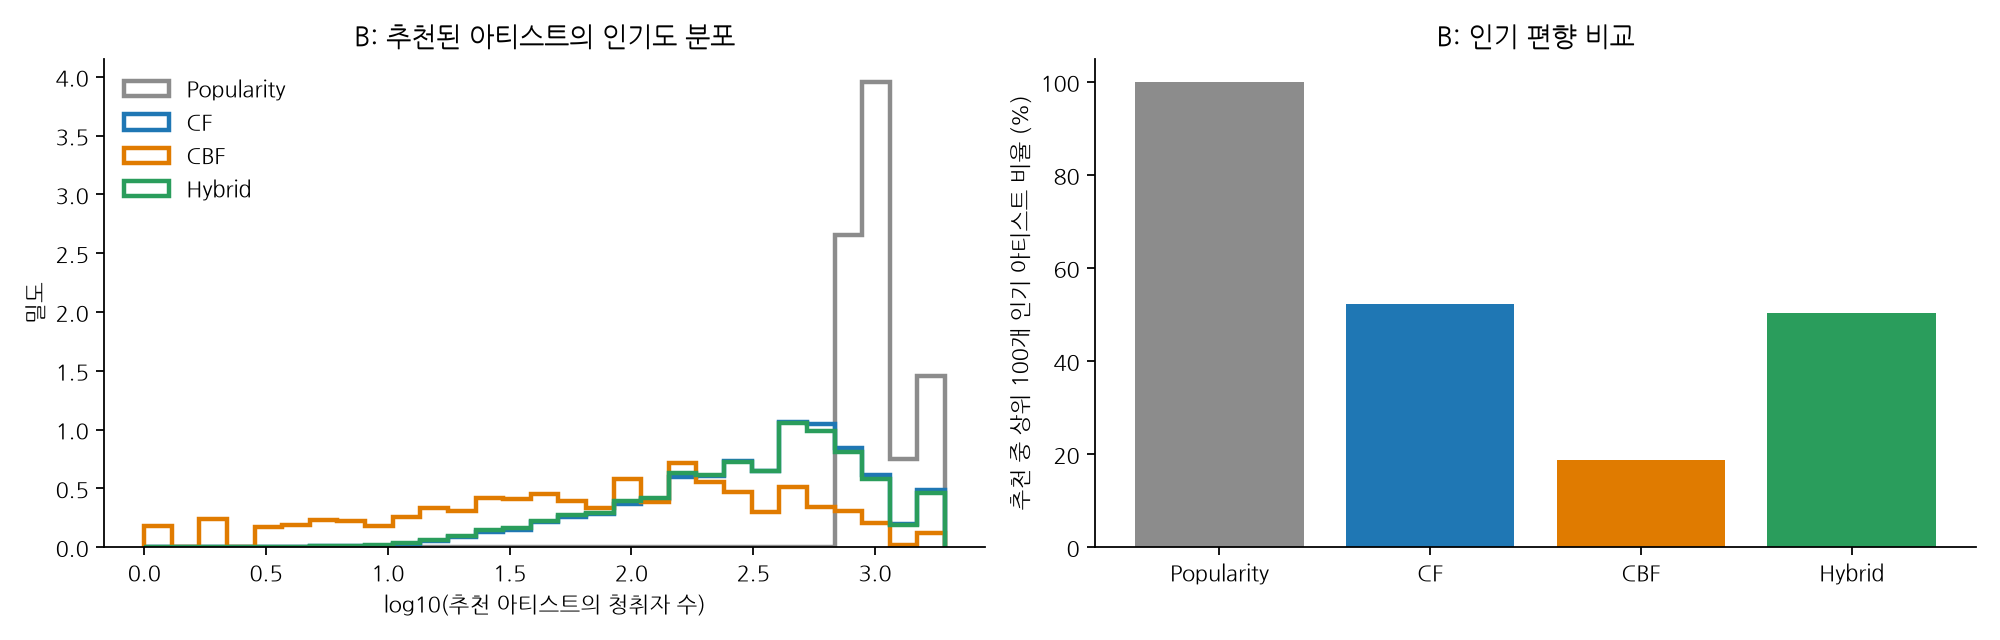 B: 추천된 아티스트의 인기도 분포
4.0
3.5
3.0
2.5
2.0
1.5
1.0
0.5
0.0
밀도
Popularity
CF
CBF
Hybrid
0.0 0.5 1.0 1.5 2.0 2.5 3.0
log10(추천 아티스트의 청취자 수)
B: 인기 편향 비교
100
80
60
40
20
0
추천 중 상위 100개 인기 아티스트 비율 (%)
Popularity CF CBF Hybrid